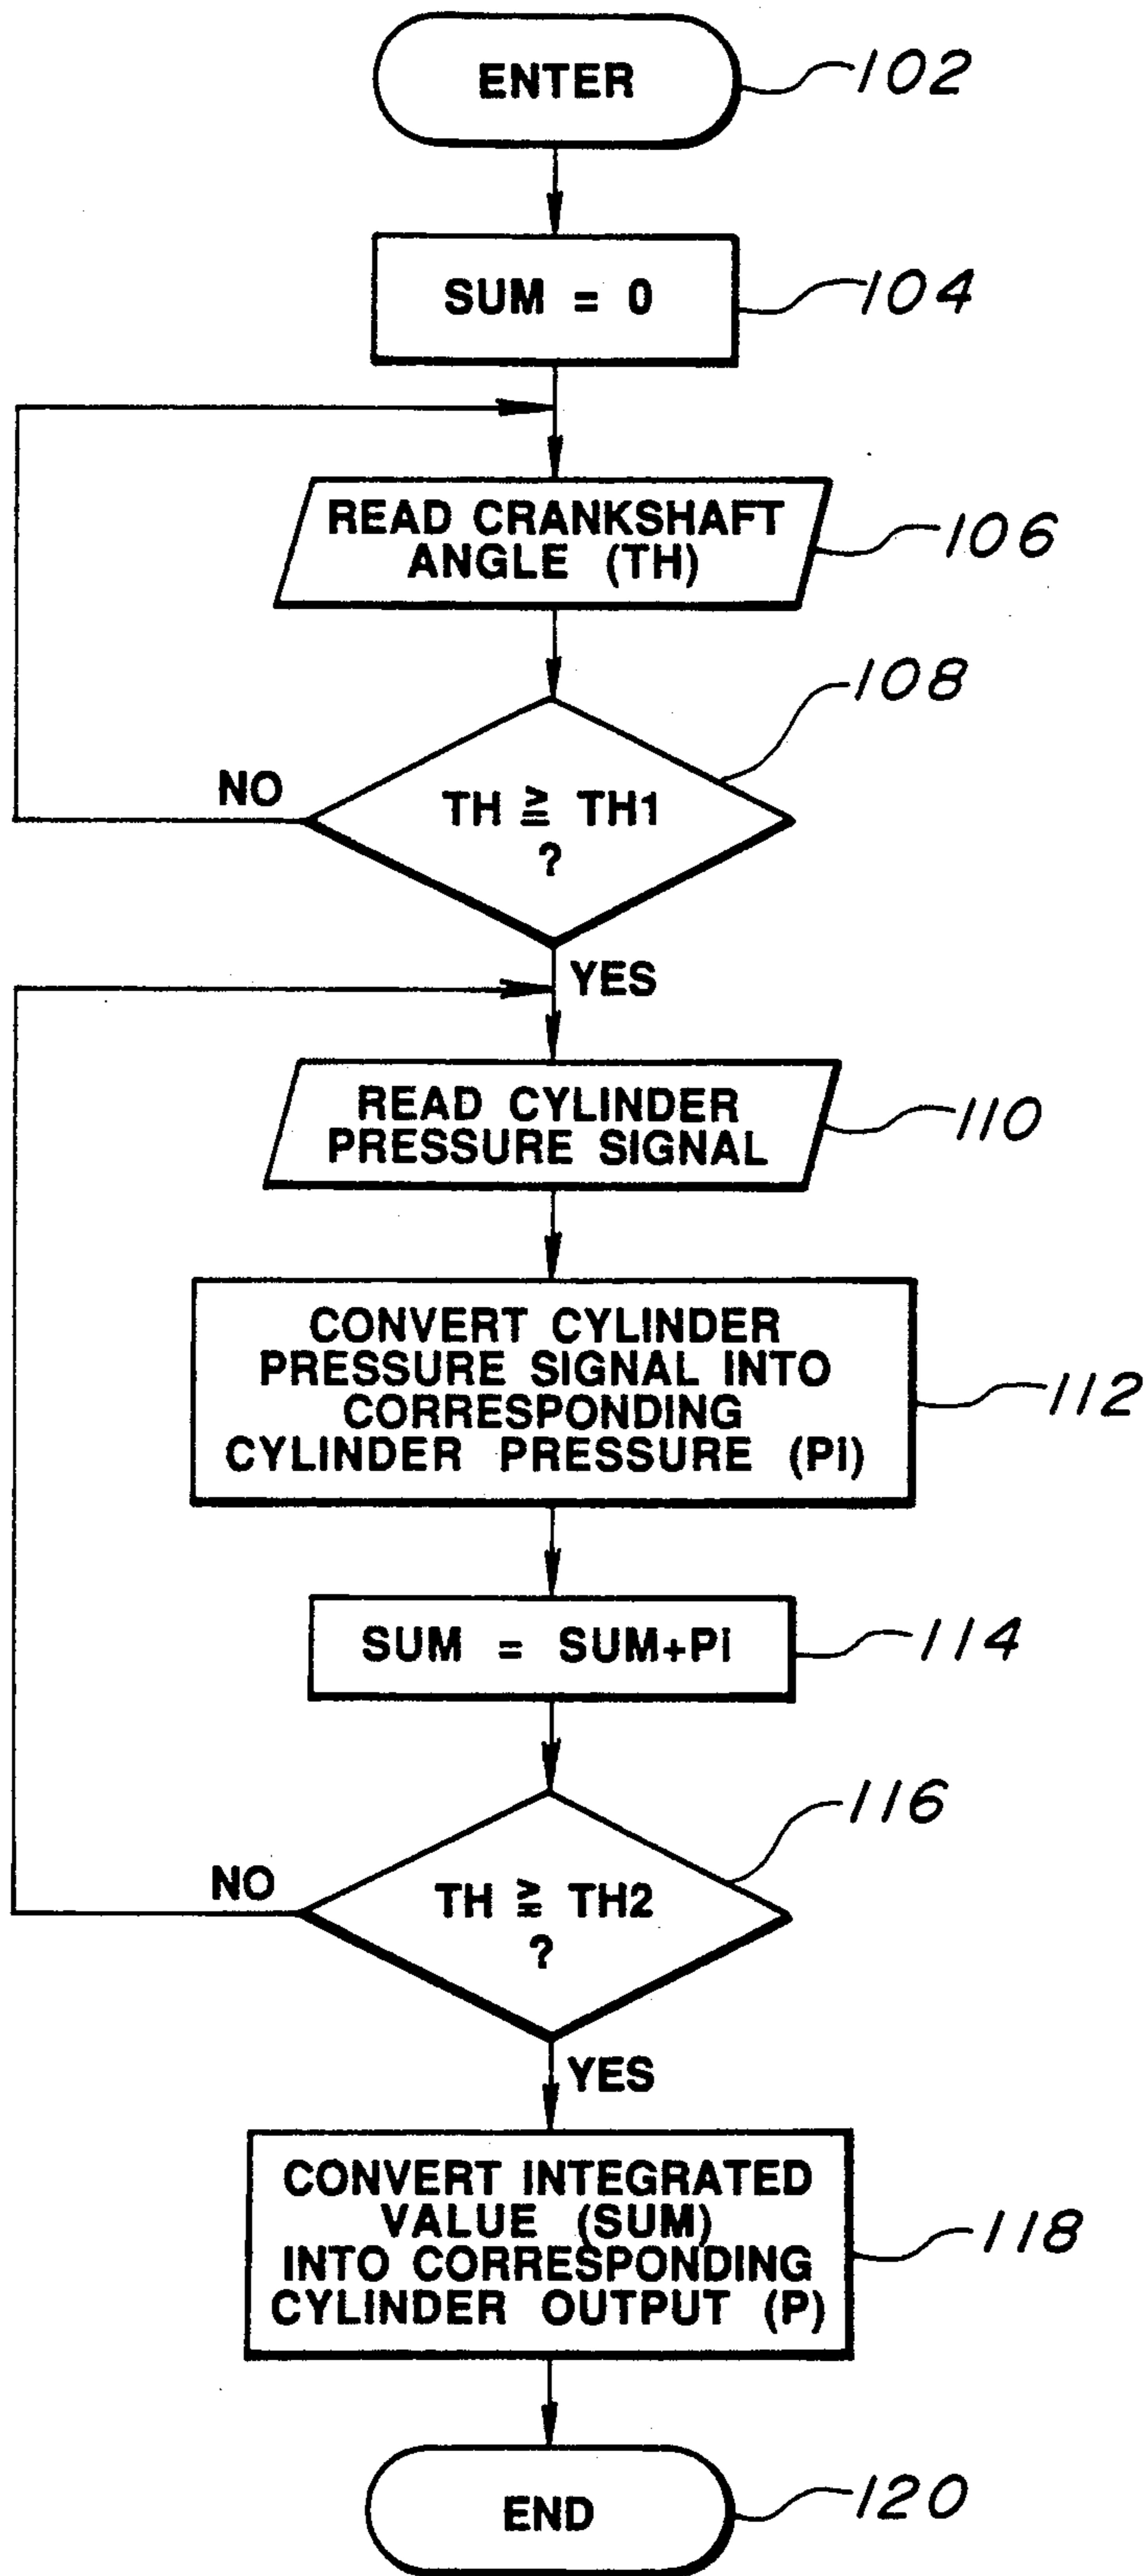 ENTER
102
SUM = 0
104
READ CRANKSHAFT
ANGLE (TH)
106
108
NO
TH ≧ TH1
?
YES
READ CYLINDER
PRESSURE SIGNAL
110
CONVERT CYLINDER
PRESSURE SIGNAL INTO
CORRESPONDING
CYLINDER PRESSURE (Pi)
112
SUM = SUM+Pi
114
116
NO
TH ≧ TH2
?
YES
CONVERT INTEGRATED
VALUE (SUM)
INTO CORRESPONDING
CYLINDER OUTPUT (P)
118
END
120